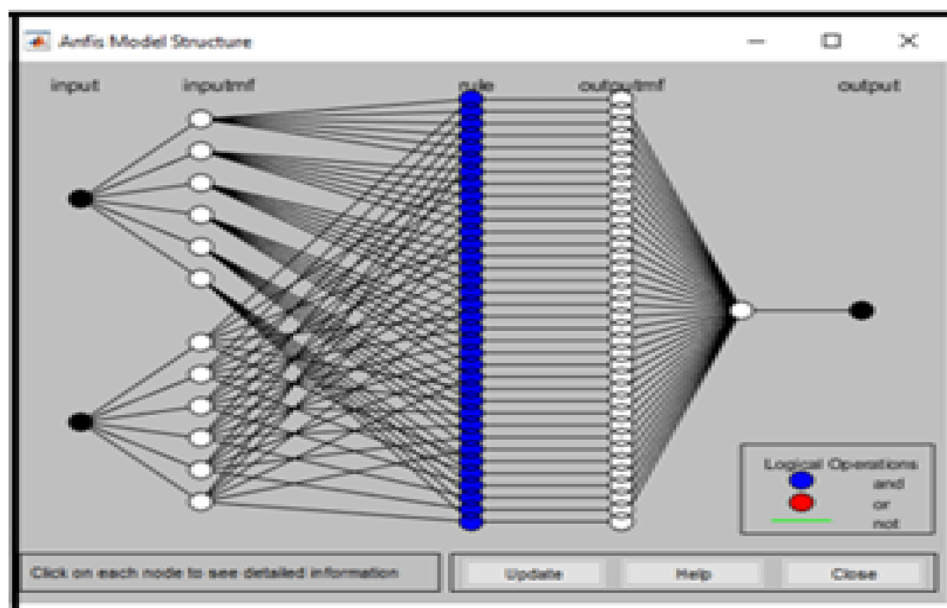 Anfis Model Structure
input inputmf rule outputmf output
Logical Operations
and
or
not
Click on each node to see detailed information
Update Help Close